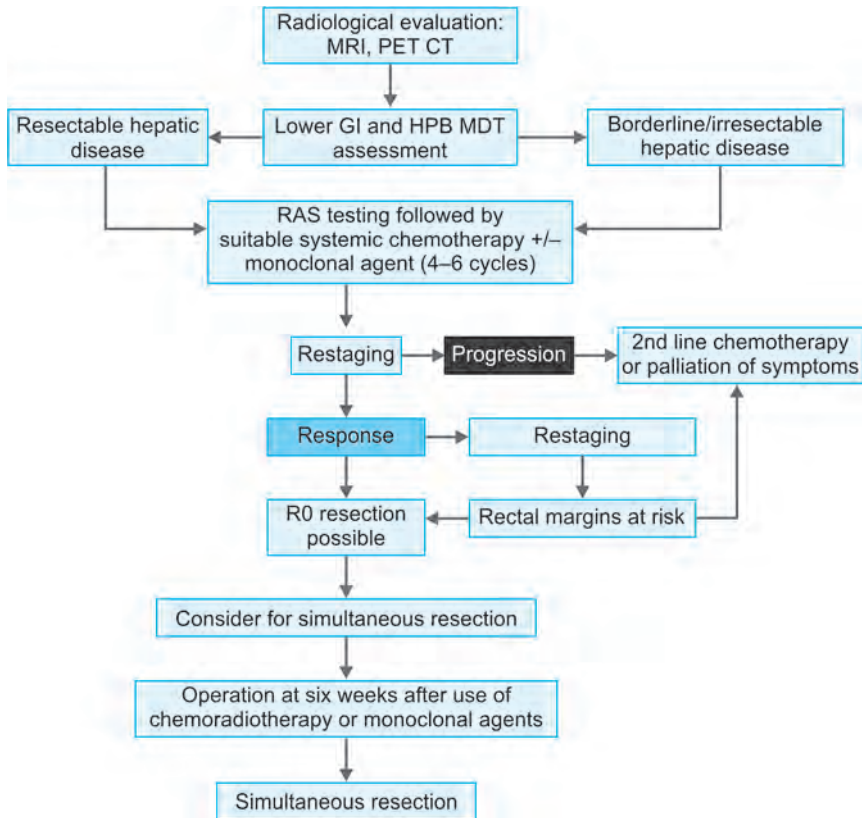 Radiological evaluation:
MRI, PET CT
Resectable hepatic
disease
Lower GI and HPB MDT
assessment
Borderline/irresectable
hepatic disease
RAS testing followed by
suitable systemic chemotherapy +/–
monoclonal agent (4–6 cycles)
Restaging
Progression
2nd line chemotherapy
or palliation of symptoms
Response
Restaging
R0 resection
possible
Rectal margins at risk
Consider for simultaneous resection
Operation at six weeks after use of
chemoradiotherapy or monoclonal agents
Simultaneous resection